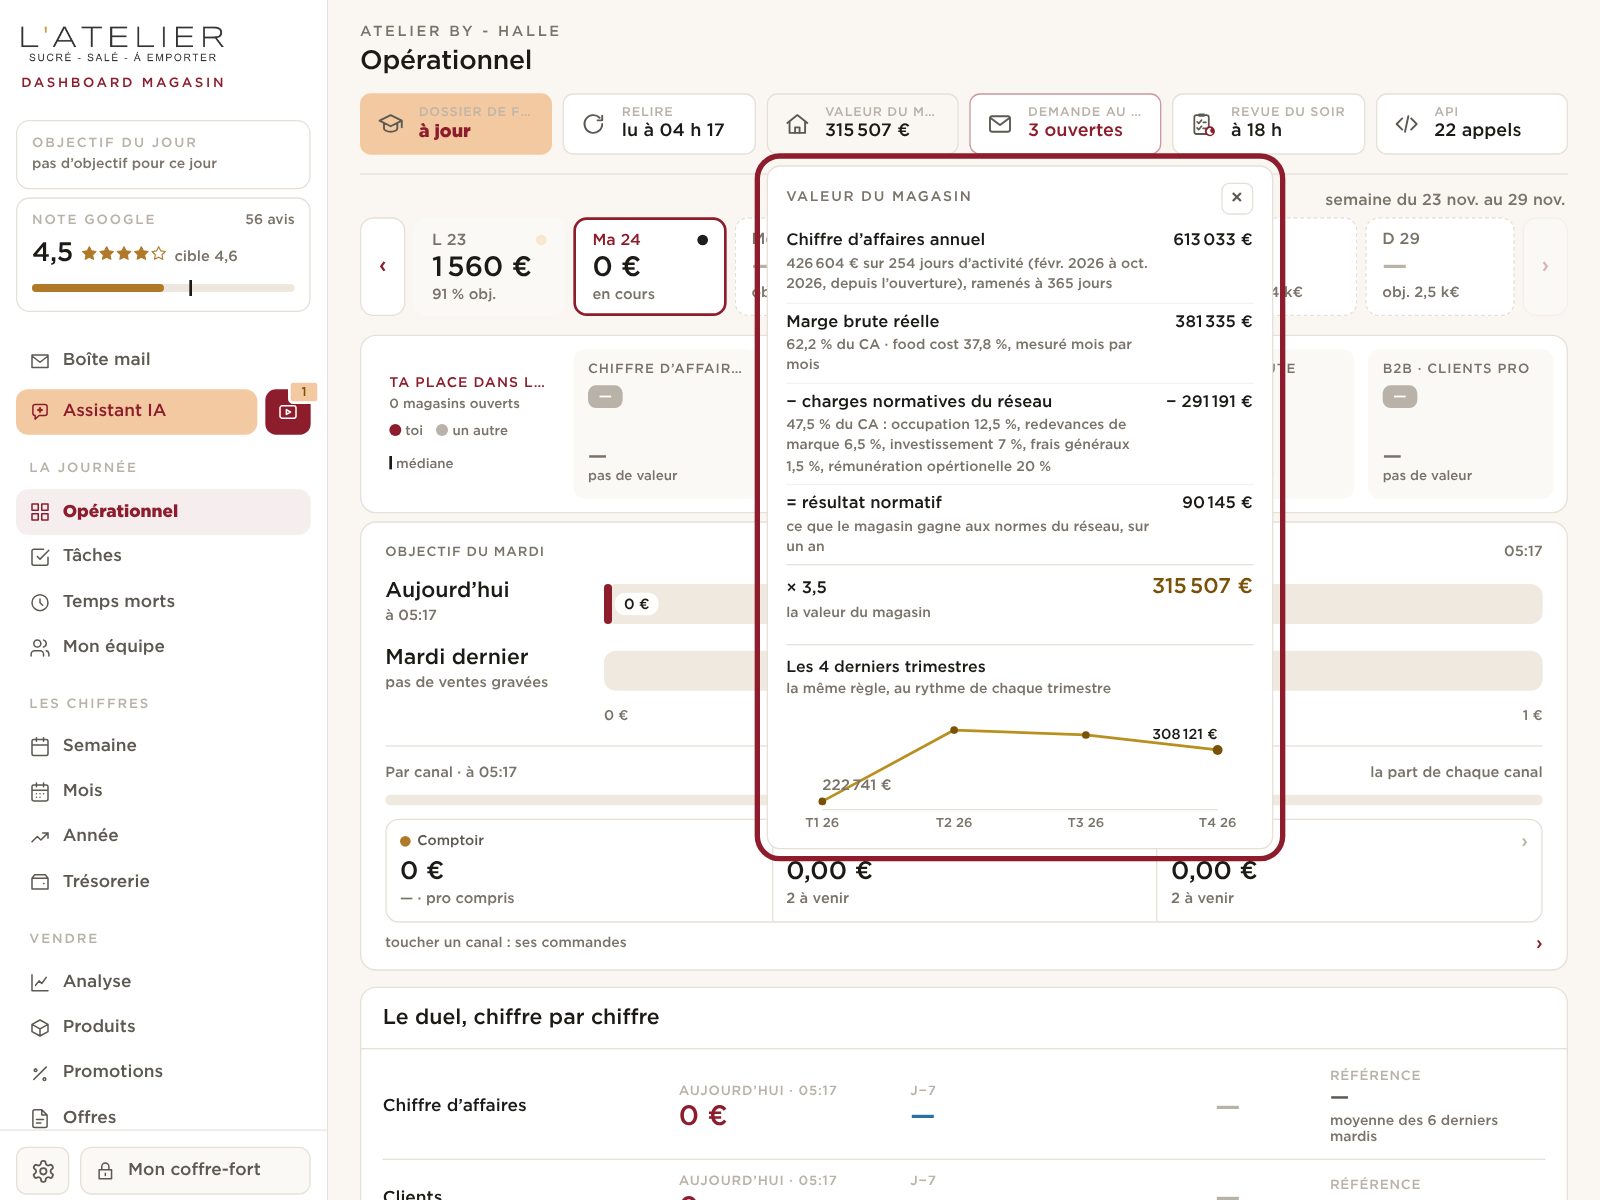 L'ATELIER
SUCRÉ - SALÉ - À EMPORTER
DASHBOARD MAGASIN
OBJECTIF DU JOUR
pas d'objectif pour ce jour
NOTE GOOGLE
56 avis
4,5
cible 4,6
Boîte mail
Assistant IA
1
LA JOURNÉE
Opérationnel
Tâches
Temps morts
Mon équipe
LES CHIFFRES
Semaine
Mois
Année
Trésorerie
VENDRE
Analyse
Produits
Promotions
Offres
Mon coffre-fort
ATELIER BY - HALLE
Opérationnel
DOSSIER DE F...
à jour
RELIRE
lu à 04 h 17
VALEUR DU M...
315 507 €
DEMANDE AU ...
3 ouvertes
REVUE DU SOIR
à 18 h
API
22 appels
semaine du 23 nov. au 29 nov.
‹
L 23
1 560 €
91 % obj.
Ma 24
0 €
en cours
D 29
—
obj. 2,5 k€
›
TA PLACE DANS L...
0 magasins ouverts
toi
un autre
médiane
CHIFFRE D'AFFAIR...
—
—
pas de valeur
B2B · CLIENTS PRO
—
—
pas de valeur
VALEUR DU MAGASIN
×
Chiffre d'affaires annuel
613 033 €
426 604 € sur 254 jours d'activité (févr. 2026 à oct.
2026, depuis l'ouverture), ramenés à 365 jours
Marge brute réelle
381 335 €
62,2 % du CA · food cost 37,8 %, mesuré mois par
mois
− charges normatives du réseau
− 291 191 €
47,5 % du CA : occupation 12,5 %, redevances de
marque 6,5 %, investissement 7 %, frais généraux
1,5 %, rémunération opértionelle 20 %
= résultat normatif
90 145 €
ce que le magasin gagne aux normes du réseau, sur
un an
× 3,5
315 507 €
la valeur du magasin
Les 4 derniers trimestres
la même règle, au rythme de chaque trimestre
308 121 €
222 741 €
T1 26
T2 26
T3 26
T4 26
OBJECTIF DU MARDI
05:17
Aujourd'hui
à 05:17
0 €
Mardi dernier
pas de ventes gravées
0 €
1 €
Par canal · à 05:17
la part de chaque canal
Comptoir
0 €
— · pro compris
0,00 €
2 à venir
›
0,00 €
2 à venir
toucher un canal : ses commandes
›
Le duel, chiffre par chiffre
Chiffre d'affaires
AUJOURD'HUI · 05:17
0 €
J−7
—
—
RÉFÉRENCE
—
moyenne des 6 derniers
mardis
Clients
AUJOURD'HUI · 05:17
J−7
—
RÉFÉRENCE